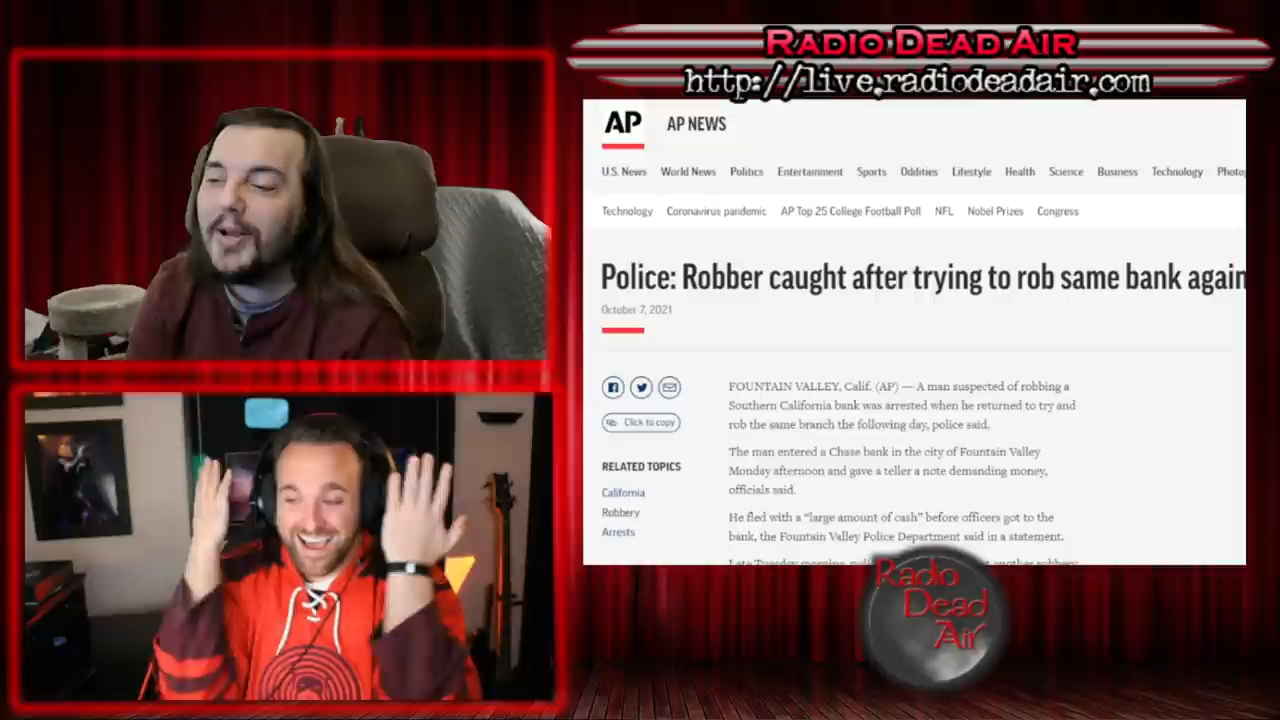 RADIO DEAD AIR
http://live.radiodeadair.com
AP AP NEWS
U.S. News World News Politics Entertainment Sports Oddities Lifestyle Health Science Business Technology
Technology Coronavirus pandemic AP Top 25 College Football Poll NFL Nobel Prizes Congress
Police: Robber caught after trying to rob same bank again
October 7, 2021
Click to copy
RELATED TOPICS
California
Robbery
Arrests
FOUNTAIN VALLEY, Calif. (AP) — A man suspected of robbing a
Southern California bank was arrested when he returned to try and
rob the same branch the following day, police said.
The man entered a Chase bank in the city of Fountain Valley
Monday afternoon and gave a teller a note demanding money,
officials said.
He fled with a “large amount of cash” before officers got to the
bank, the Fountain Valley Police Department said in a statement.
Radio
Dead
Air